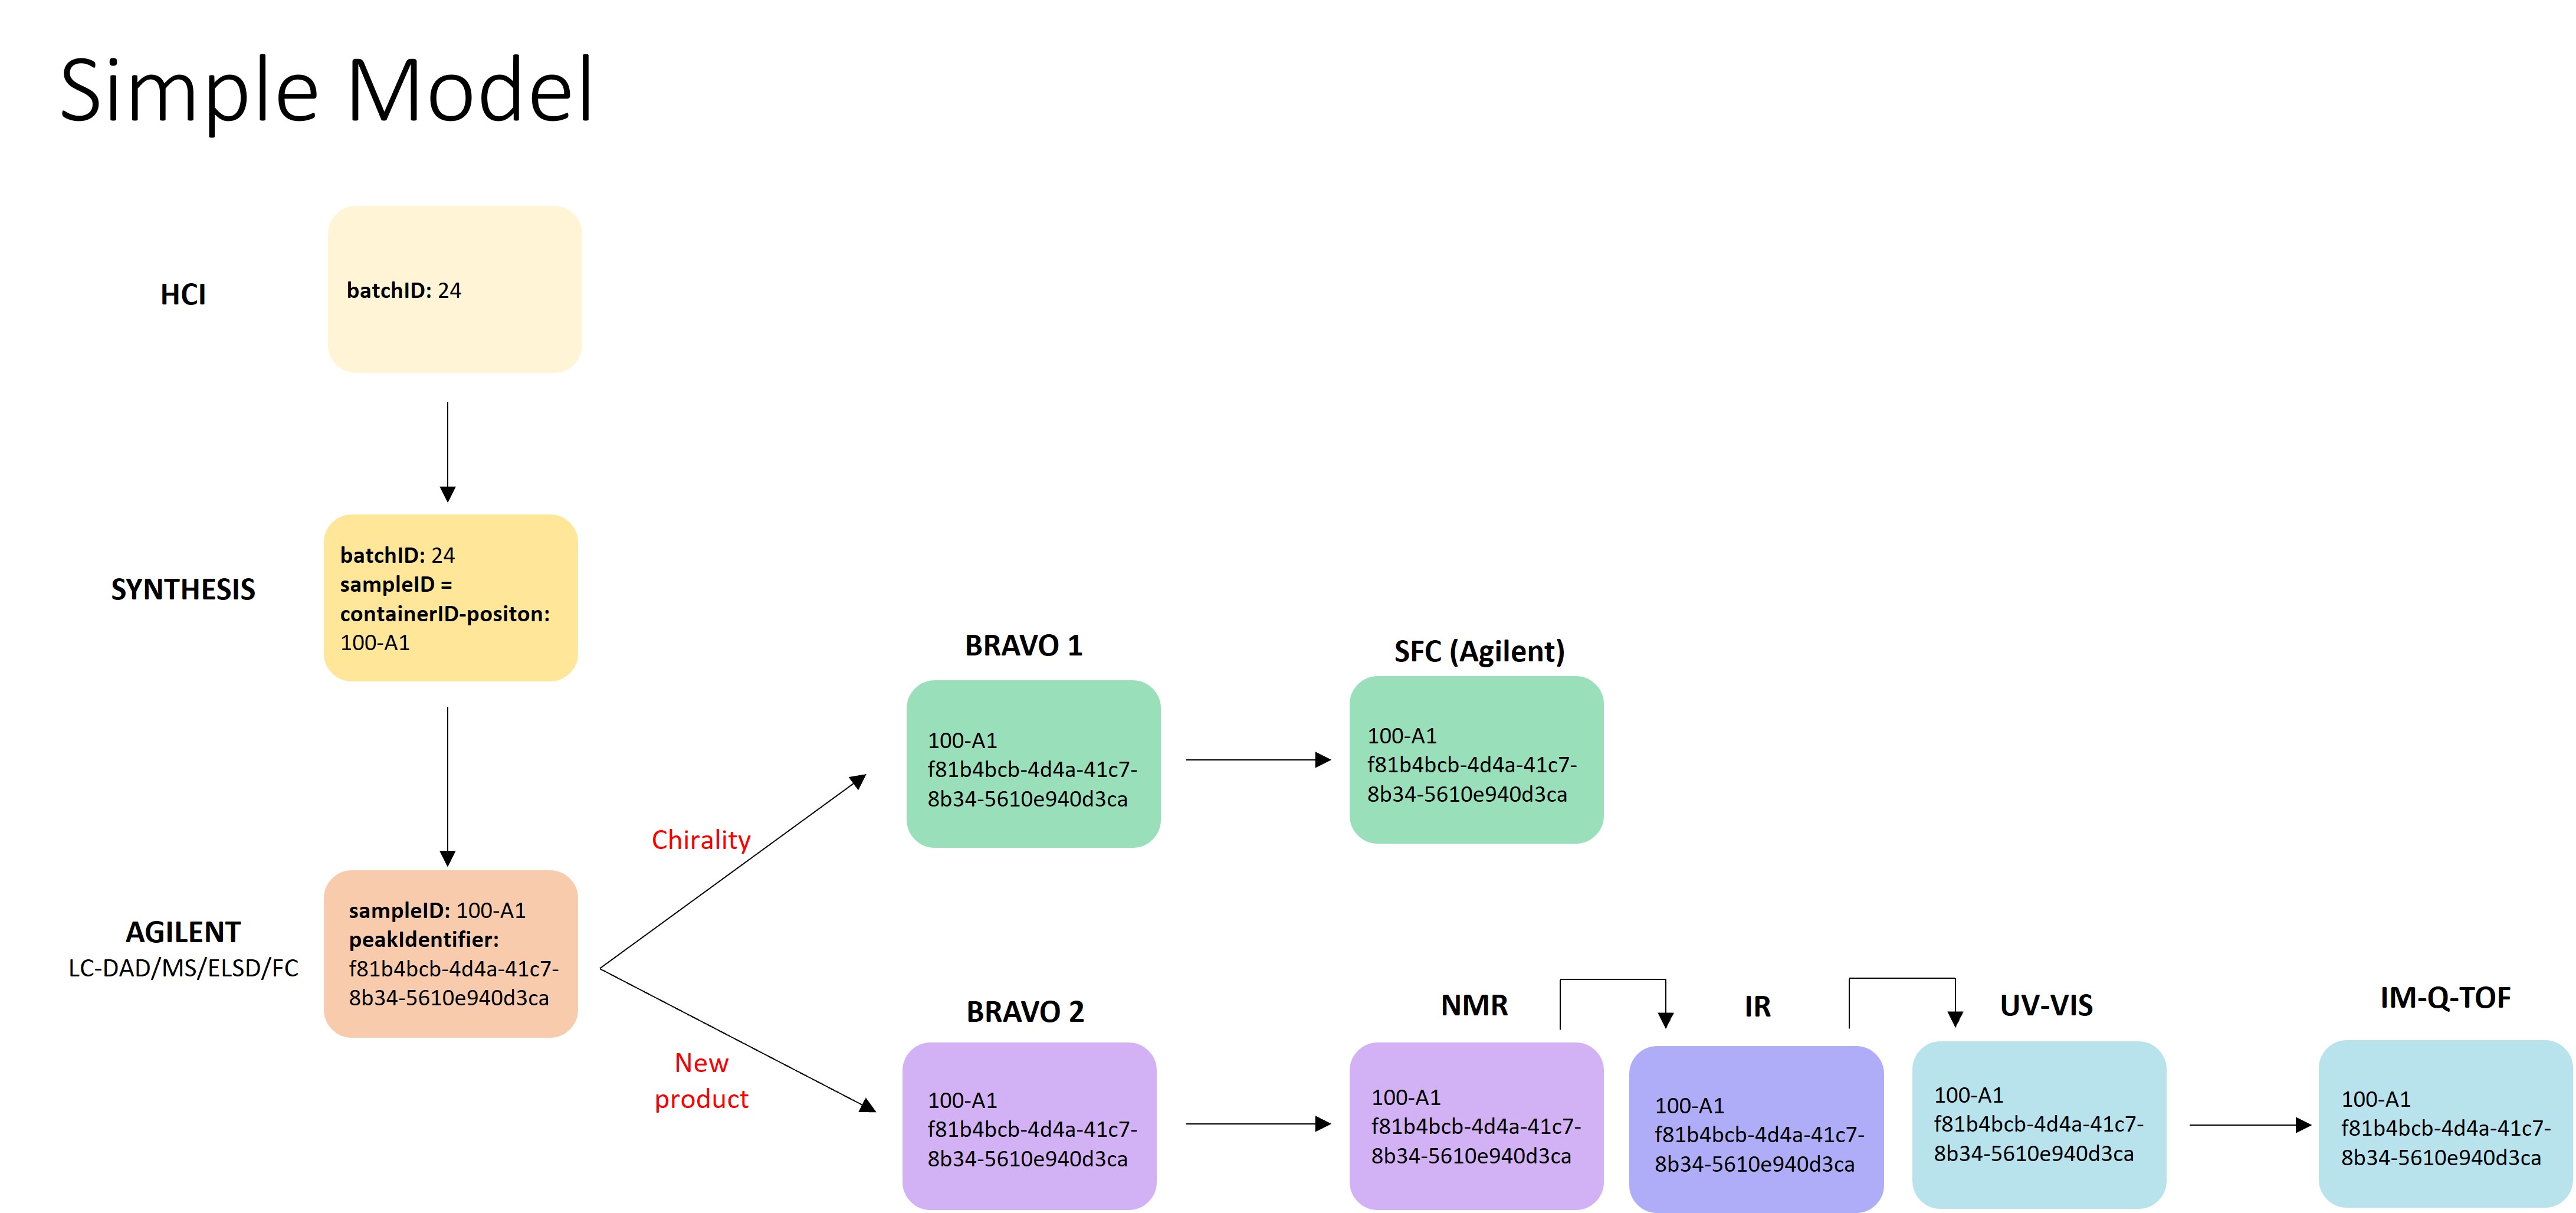 Simple Model
HCI
batchID: 24
SYNTHESIS
batchID: 24
sampleID =
containerID-positon:
100-A1
AGILENT
LC-DAD/MS/ELSD/FC
sampleID: 100-A1
peakIdentifier:
f81b4bcb-4d4a-41c7-
8b34-5610e940d3ca
Chirality
New
product
BRAVO 1
100-A1
f81b4bcb-4d4a-41c7-
8b34-5610e940d3ca
SFC (Agilent)
100-A1
f81b4bcb-4d4a-41c7-
8b34-5610e940d3ca
BRAVO 2
100-A1
f81b4bcb-4d4a-41c7-
8b34-5610e940d3ca
NMR
100-A1
f81b4bcb-4d4a-41c7-
8b34-5610e940d3ca
IR
100-A1
f81b4bcb-4d4a-41c7-
8b34-5610e940d3ca
UV-VIS
100-A1
f81b4bcb-4d4a-41c7-
8b34-5610e940d3ca
IM-Q-TOF
100-A1
f81b4bcb-4d4a-41c7-
8b34-5610e940d3ca